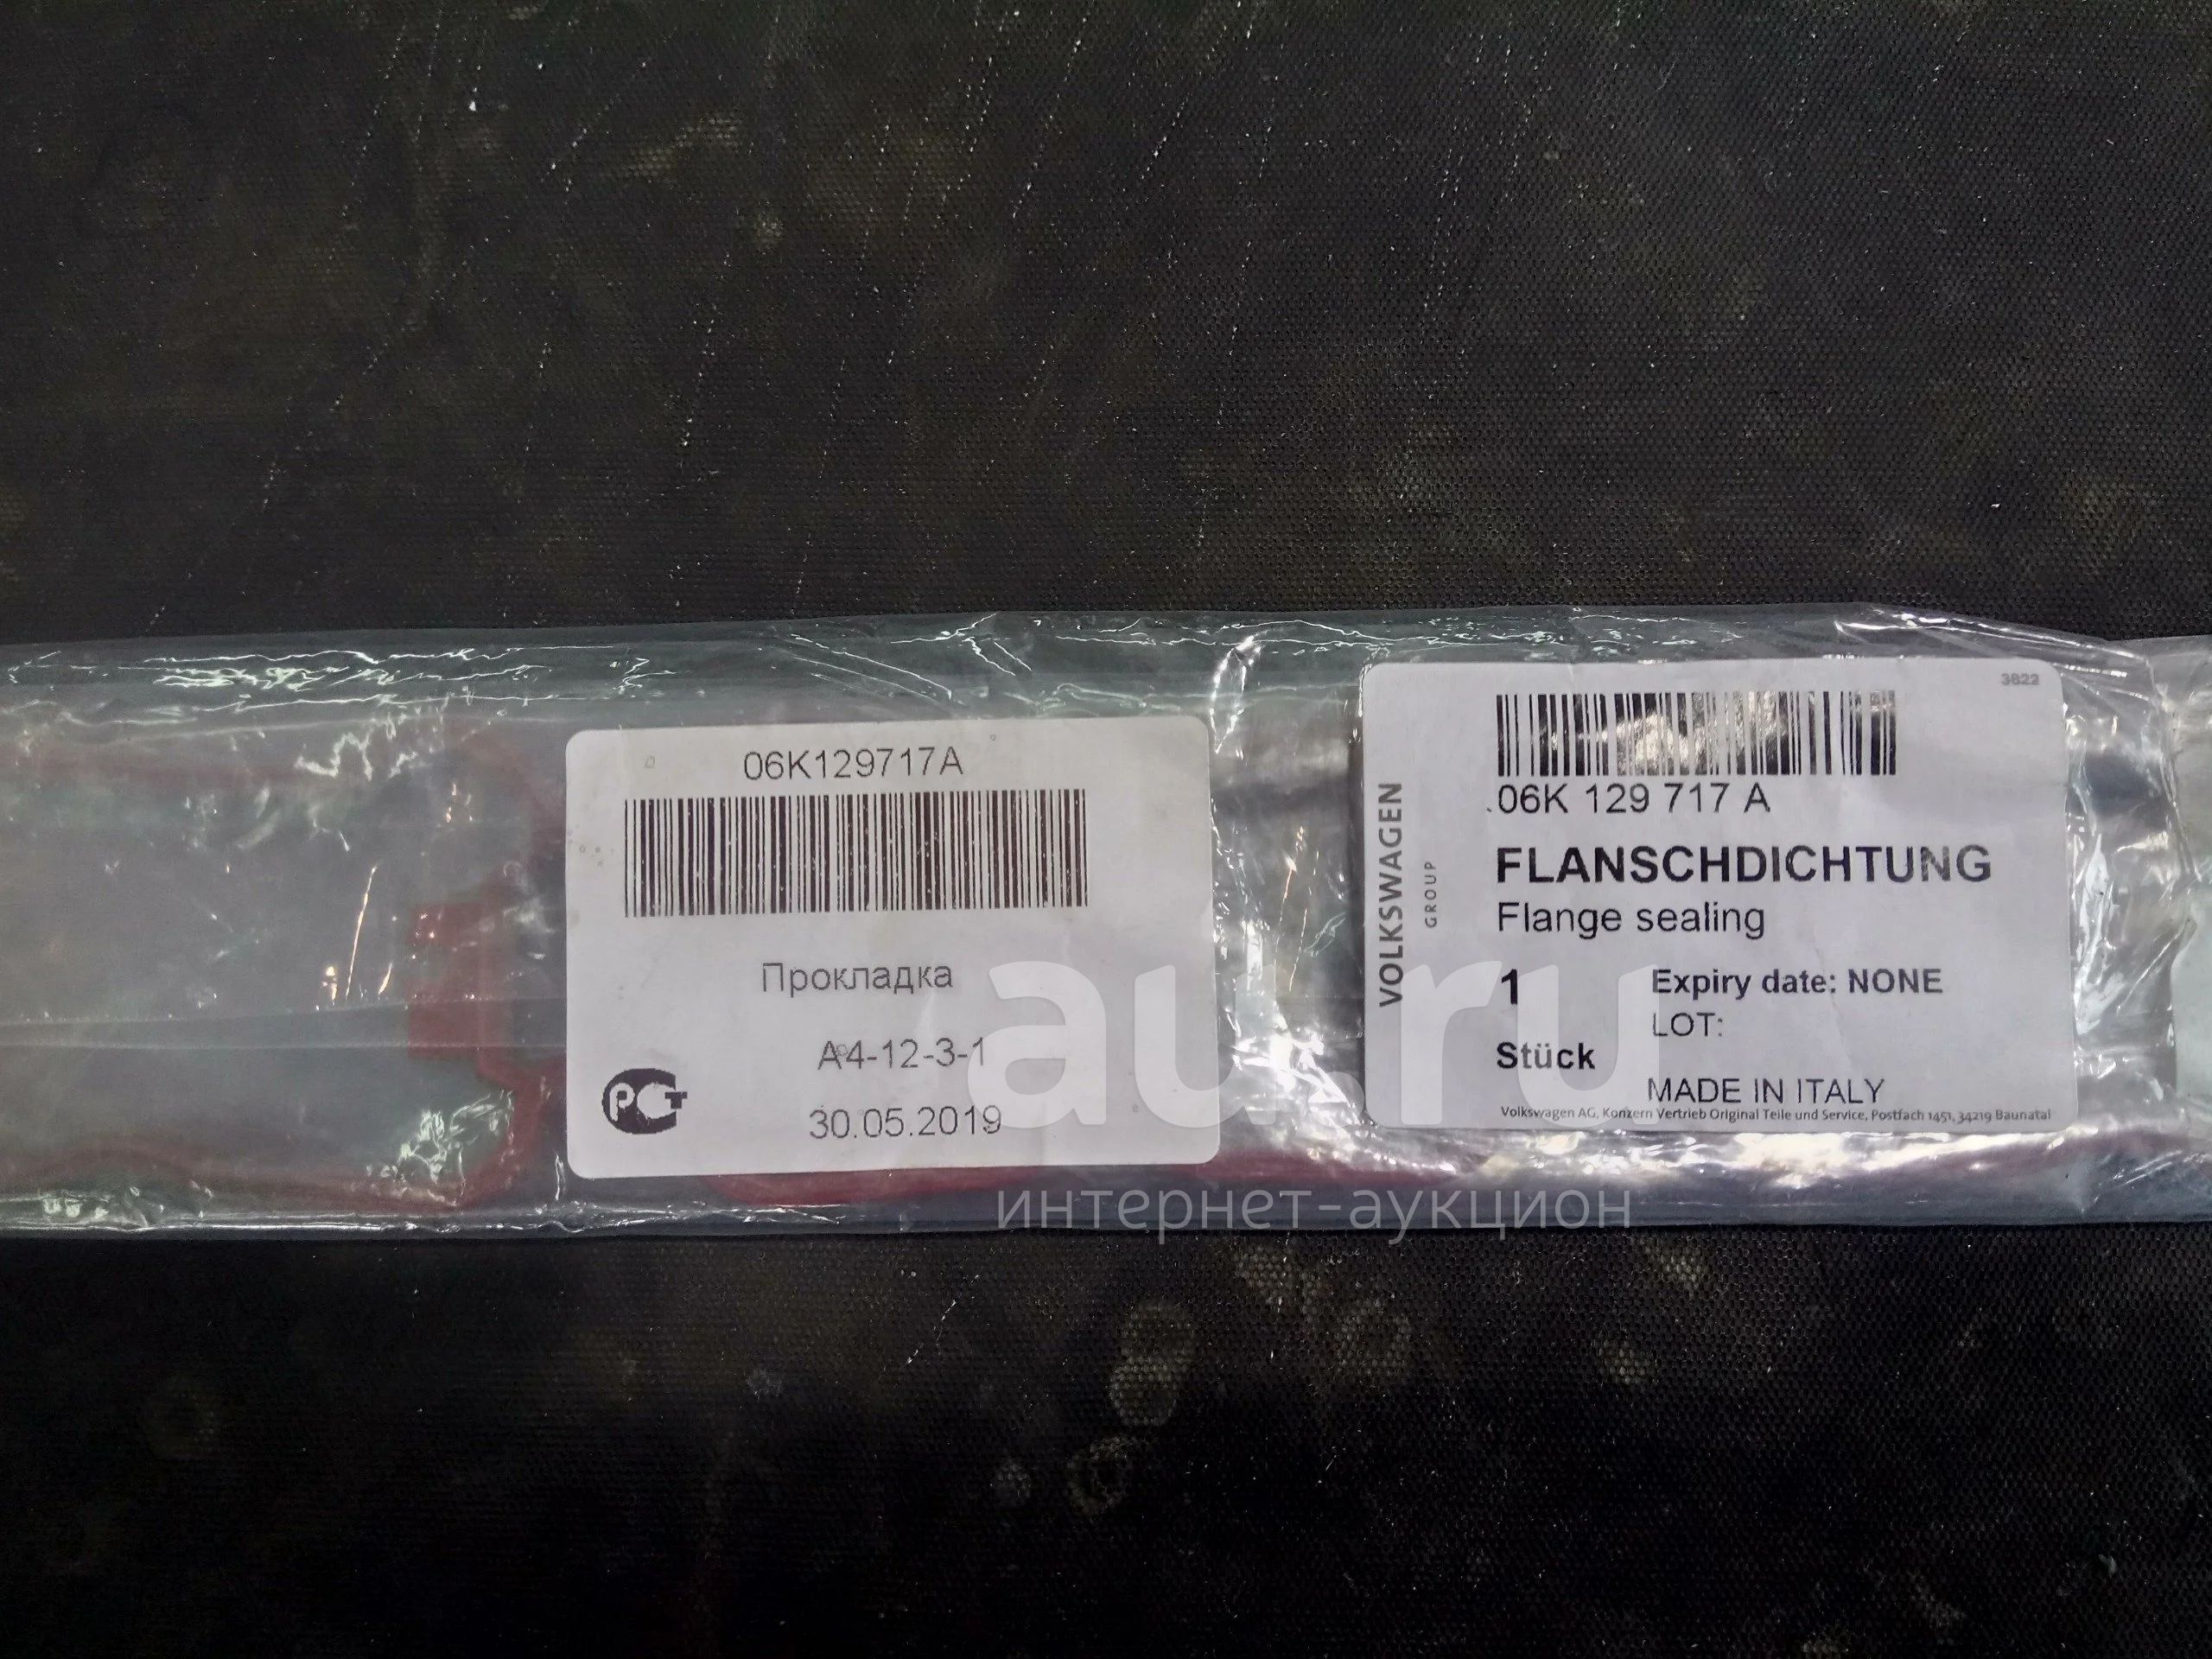 06K129717A
Прокладка
А4-12-3-1
РСТ
30.05.2019
3822
VOLKSWAGEN
GROUP
.06K 129 717 A
FLANSCHDICHTUNG
Flange sealing
1
Expiry date: NONE
LOT:
Stück
MADE IN ITALY
Volkswagen AG, Konzern Vertrieb Original Teile und Service, Postfach 1451, 34219 Baunatal
au.ru
интернет-аукцион